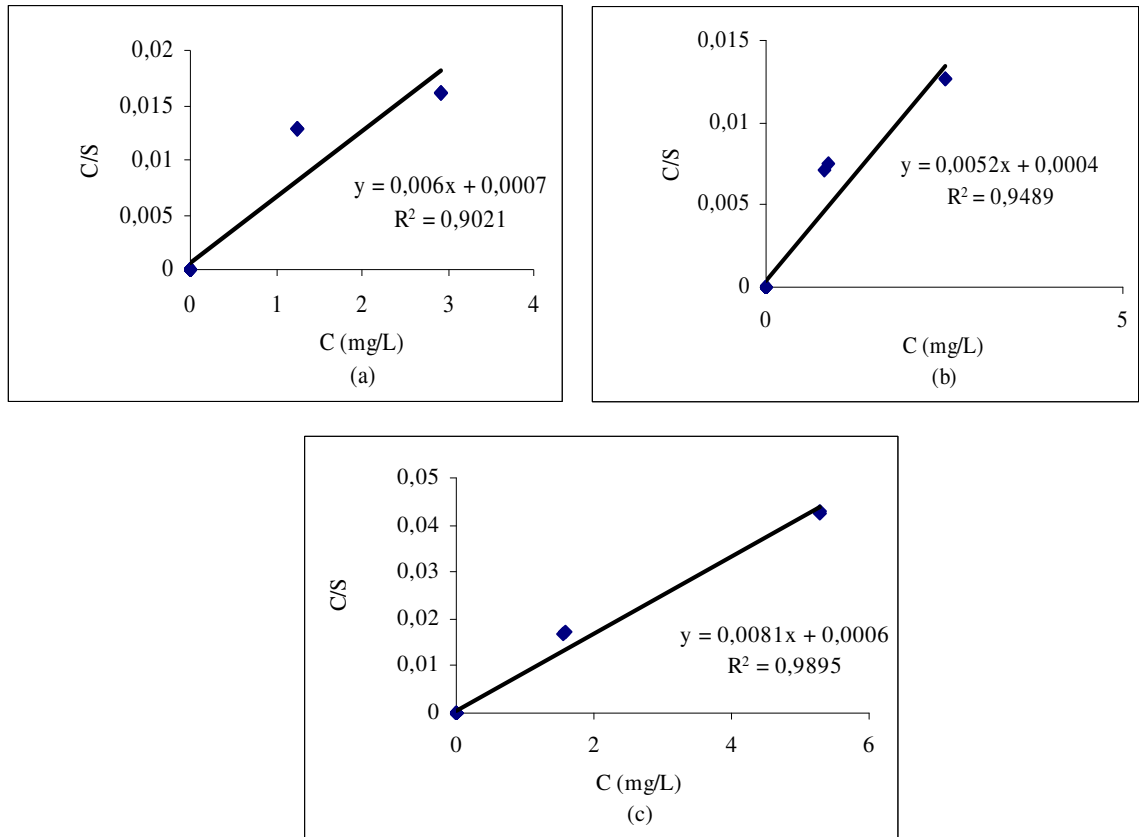 0,02
0,015
0,01
0,005
0
C/S
y = 0,006x + 0,0007
R² = 0,9021
0 1 2 3 4
C (mg/L)
(a)
0,015
0,01
0,005
0
C/S
y = 0,0052x + 0,0004
R² = 0,9489
0 5
C (mg/L)
(b)
0,05
0,04
0,03
0,02
0,01
0
C/S
y = 0,0081x + 0,0006
R² = 0,9895
0 2 4 6
C (mg/L)
(c)